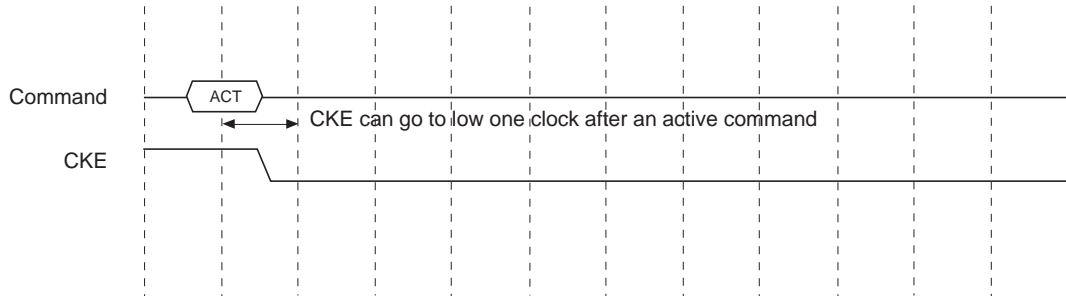 Command
ACT
CKE can go to low one clock after an active command
CKE